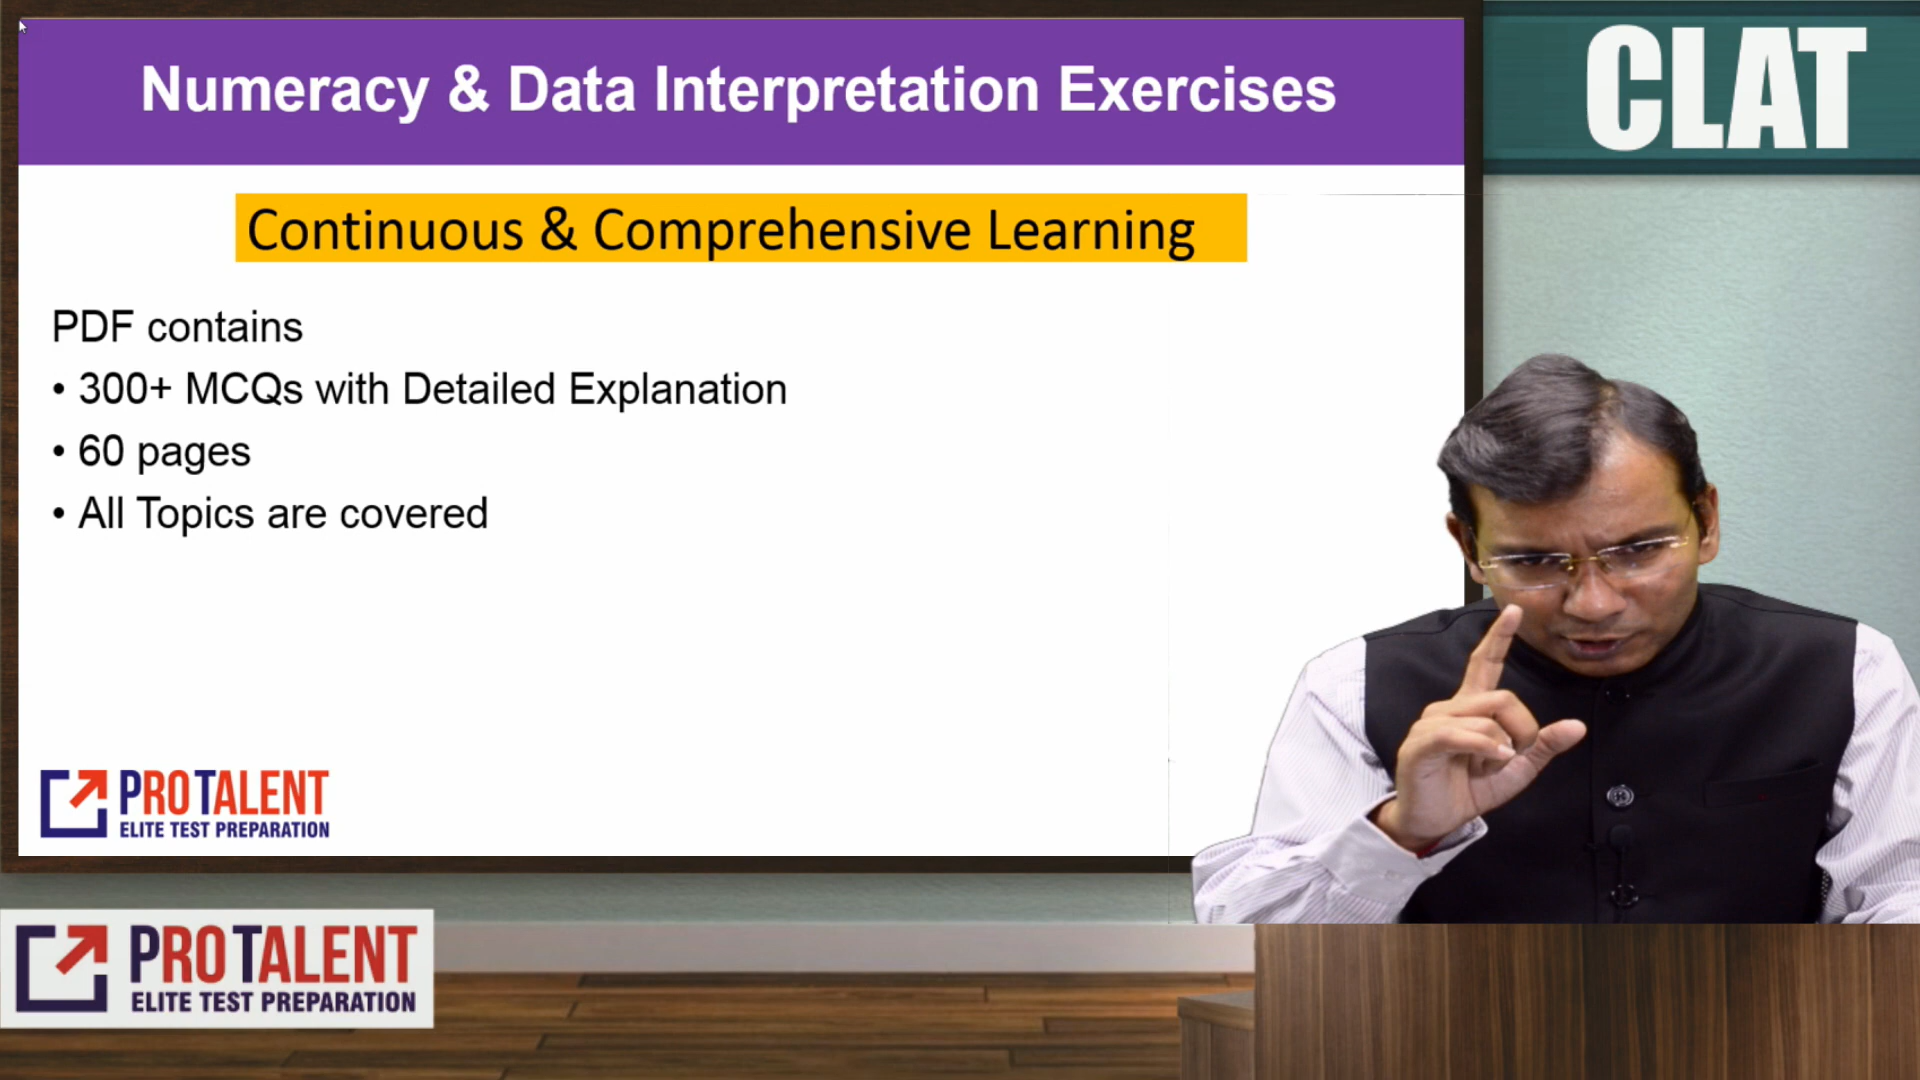 Numeracy & Data Interpretation Exercises
CLAT
Continuous & Comprehensive Learning
PDF contains
• 300+ MCQs with Detailed Explanation
• 60 pages
• All Topics are covered
PROTALENT
ELITE TEST PREPARATION
PROTALENT
ELITE TEST PREPARATION